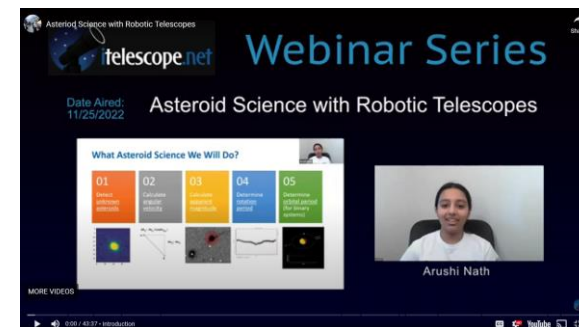 Asteriod Science with Robotic Telescopes
itelescope.net
Webinar Series
Date Aired:
11/25/2022
Asteroid Science with Robotic Telescopes
What Asteroid Science We Will Do?
01
02
03
04
05
Detect
unknown
asteroids
Calculate
angular
velocity
Calculate
apparent
magnitude
Determine
rotation
period
Determine
orbital period
(for binary
systems)
Arushi Nath
MORE VIDEOS
0:00 / 43:37 • Introduction
YouTube